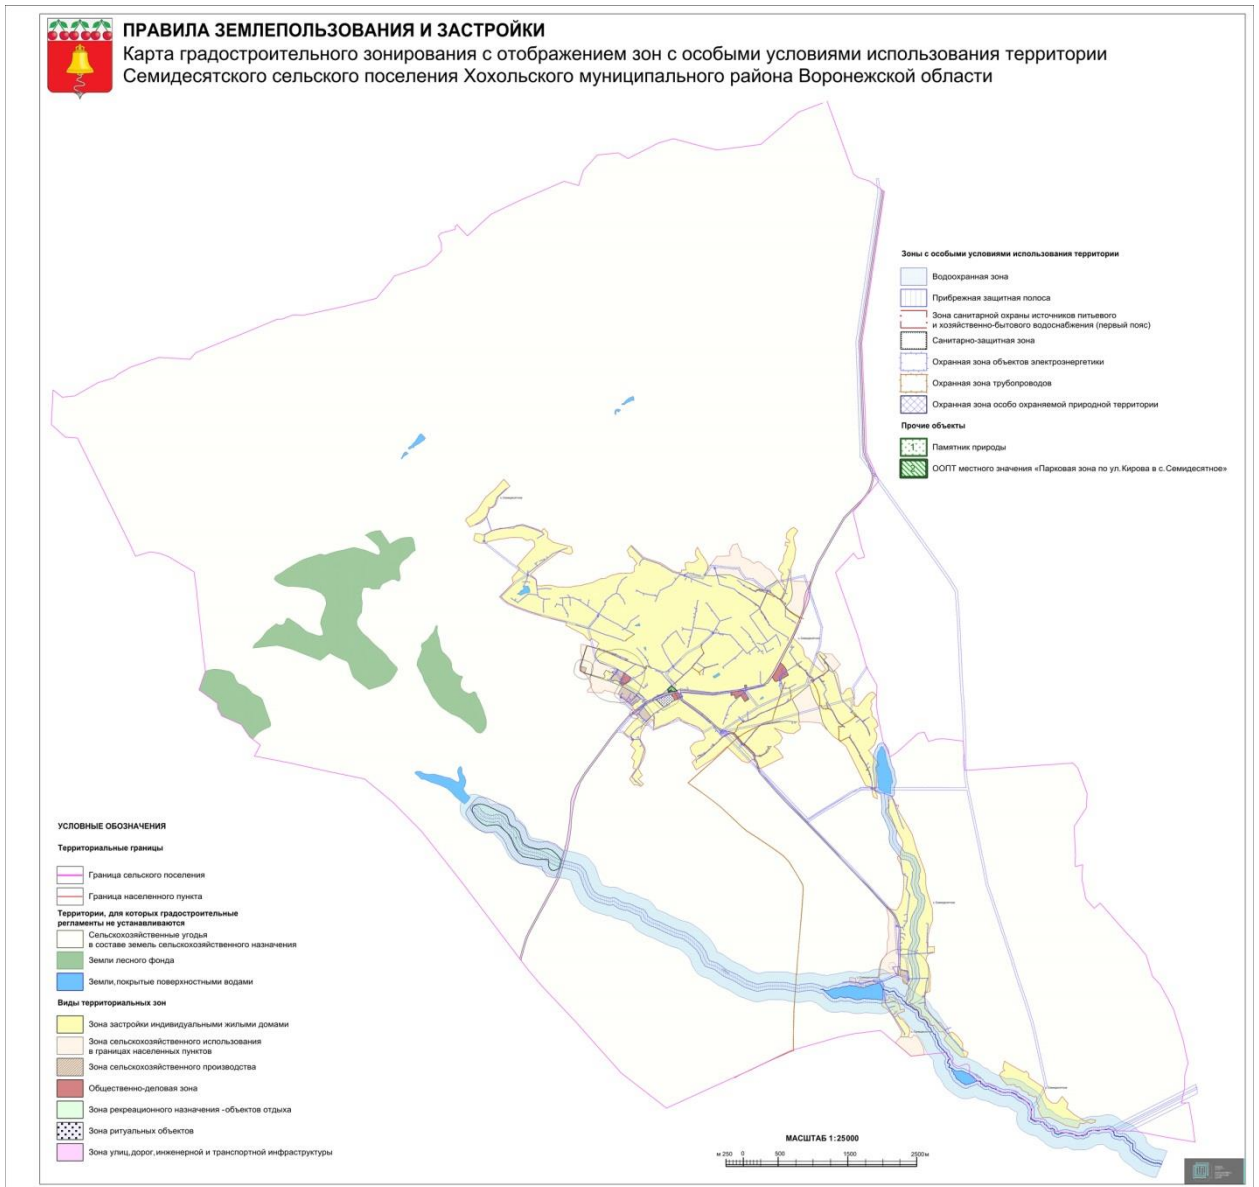 ПРАВИЛА ЗЕМЛЕПОЛЬЗОВАНИЯ И ЗАСТРОЙКИ
Карта градостроительного зонирования с отображением зон с особыми условиями использования территории
Семидесятского сельского поселения Хохольского муниципального района Воронежской области
Зоны с особыми условиями использования территории
Водоохранная зона
Прибрежная защитная полоса
Зона санитарной охраны источников питьевого
и хозяйственно-бытового водоснабжения (первый пояс)
Санитарно-защитная зона
Охранная зона объектов электроэнергетики
Охранная зона трубопроводов
Охранная зона особо охраняемой природной территории
Прочие объекты
Памятник природы
ООПТ местного значения «Парковая зона по ул.Кирова в с.Семидесятное»
УСЛОВНЫЕ ОБОЗНАЧЕНИЯ
Территориальные границы
Граница сельского поселения
Граница населенного пункта
Территории, для которых градостроительные
регламенты не устанавливаются
Сельскохозяйственные угодья
в составе земель сельскохозяйственного назначения
Земли лесного фонда
Земли,покрытые поверхностными водами
Виды территориальных зон
Зона застройки индивидуальными жилыми домами
Зона сельскохозяйственного использования
в границах населенных пунктов
Зона сельскохозяйственного производства
Общественно-деловая зона
Зона рекреационного назначения -объектов отдыха
Зона ритуальных объектов
Зона улиц,дорог,инженерной и транспортной инфраструктуры
МАСШТАБ 1:25000
м 250 0 500 1500 2500м